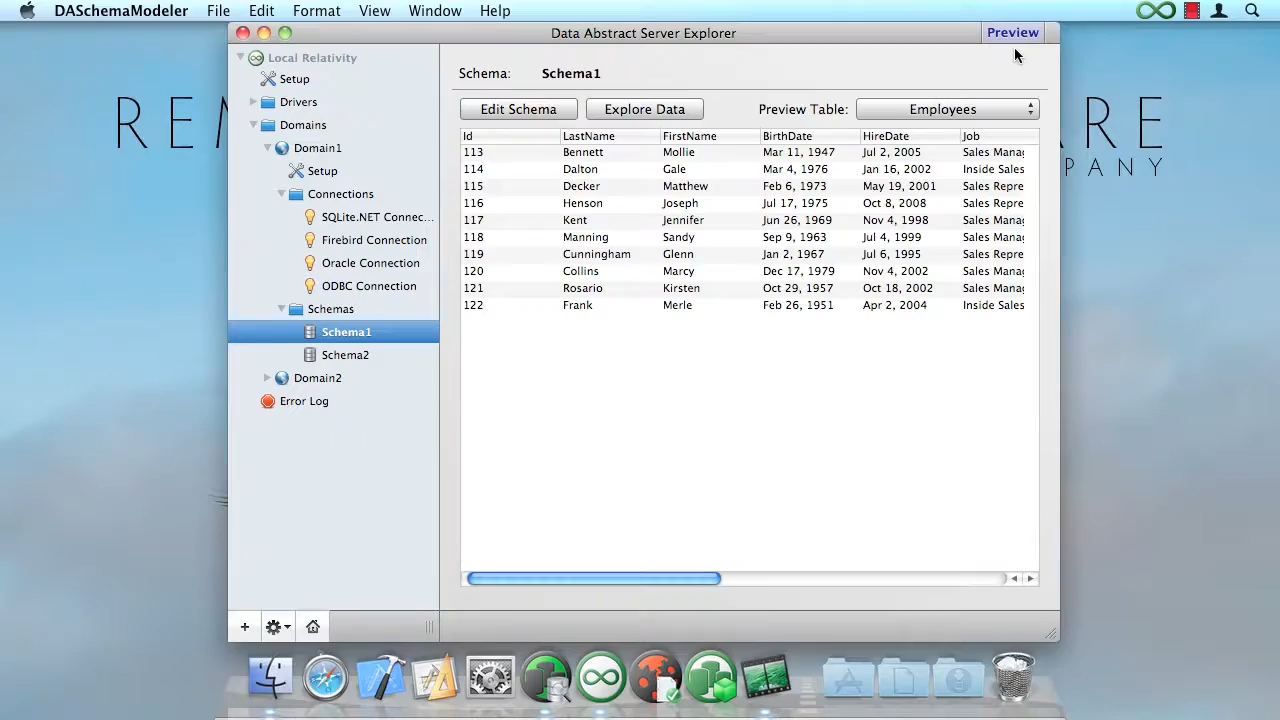 DASchemaModeler File Edit Format View Window Help
Data Abstract Server Explorer
Preview
Local Relativity
Setup
Drivers
Domains
Domain1
Setup
Connections
SQLite.NET Connec...
Firebird Connection
Oracle Connection
ODBC Connection
Schemas
Schema1
Schema2
Domain2
Error Log
Schema: Schema1
Edit Schema Explore Data Preview Table: Employees
Id LastName FirstName BirthDate HireDate Job
113 Bennett Mollie Mar 11, 1947 Jul 2, 2005 Sales Manag
114 Dalton Gale Mar 4, 1976 Jan 16, 2002 Inside Sales
115 Decker Matthew Feb 6, 1973 May 19, 2001 Sales Repre
116 Henson Joseph Jul 17, 1975 Oct 8, 2008 Sales Repre
117 Kent Jennifer Jun 26, 1969 Nov 4, 1998 Sales Manag
118 Manning Sandy Sep 9, 1963 Jul 4, 1999 Sales Manag
119 Cunningham Glenn Jan 2, 1967 Jul 6, 1995 Sales Repre
120 Collins Marcy Dec 17, 1979 Nov 4, 2002 Sales Manag
121 Rosario Kirsten Oct 29, 1957 Oct 18, 2002 Sales Manag
122 Frank Merle Feb 26, 1951 Apr 2, 2004 Inside Sales
REM
ARE
MPANY